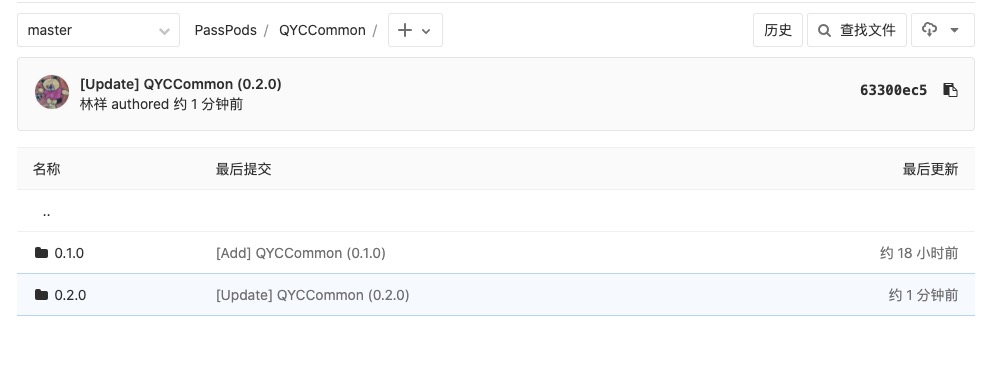 master PassPods / QYCCommon / 历史 查找文件
[Update] QYCCommon (0.2.0)
林祥 authored 约 1 分钟前
63300ec5
名称 最后提交 最后更新
..
0.1.0 [Add] QYCCommon (0.1.0) 约 18 小时前
0.2.0 [Update] QYCCommon (0.2.0) 约 1 分钟前